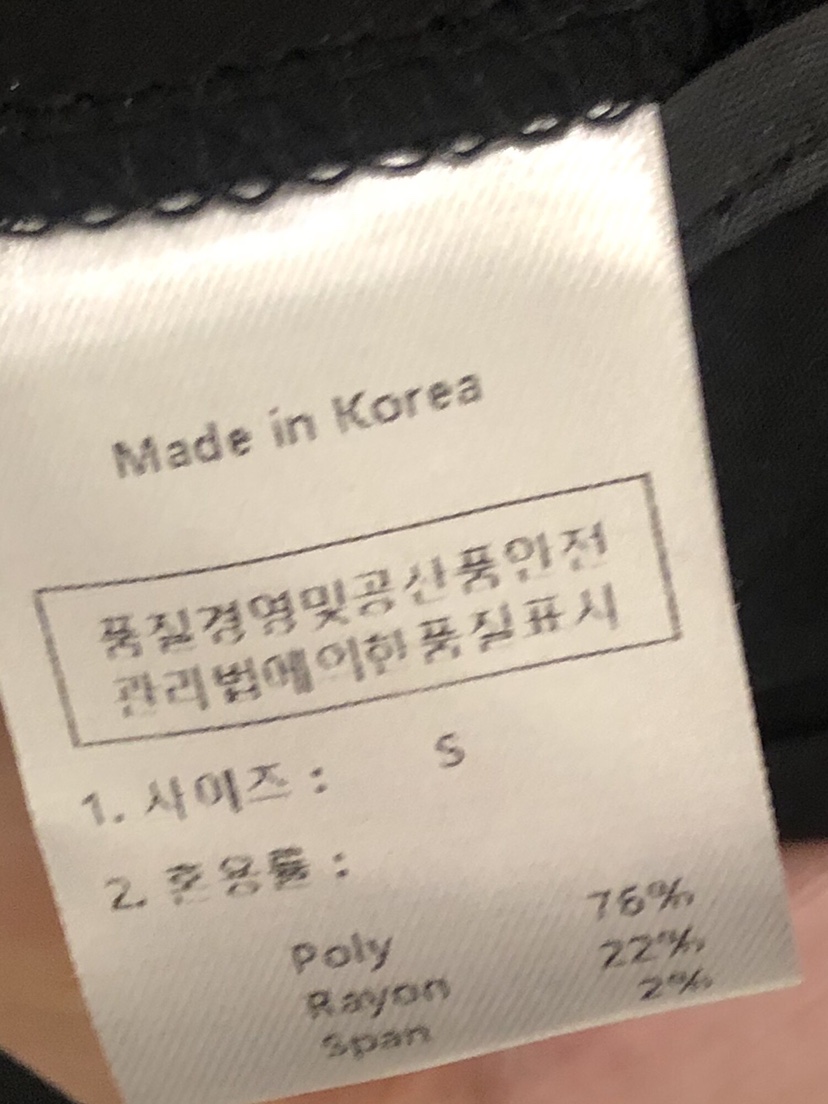 Made in Korea
품질경영및공산품안전
관리법에의한품질표시
1. 사이즈 : S
2. 혼용률 :
Poly 76%
Rayon 22%
Span 2%